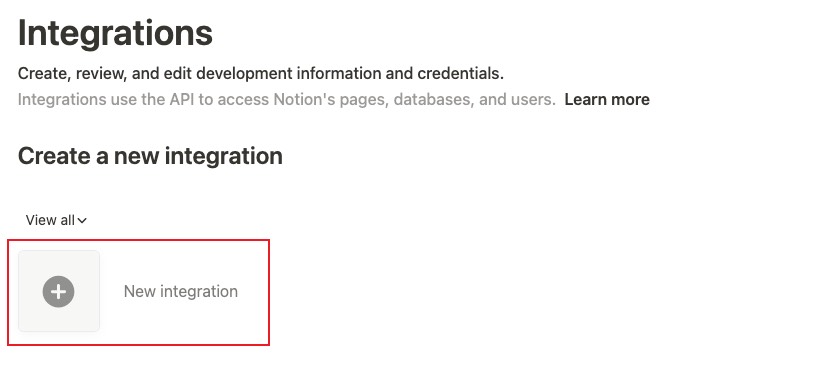 Integrations
Create, review, and edit development information and credentials.
Integrations use the API to access Notion's pages, databases, and users. Learn more
Create a new integration
View all
New integration